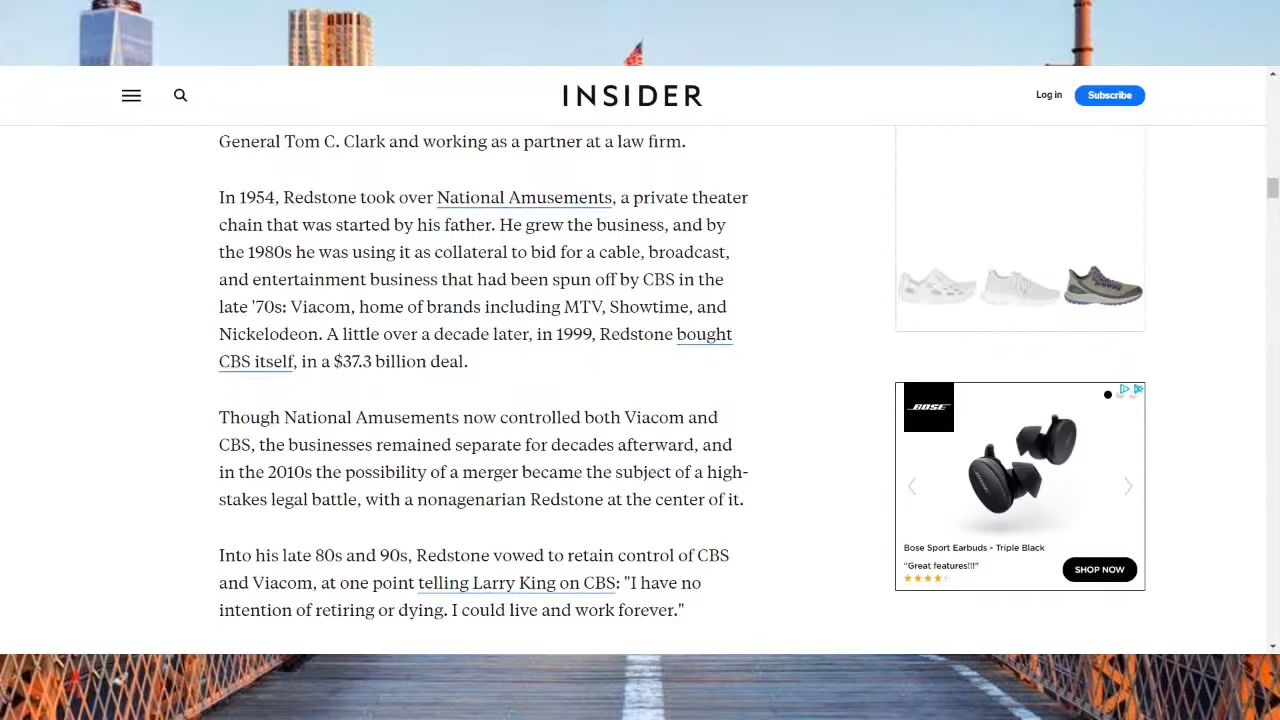 INSIDER
Log in
Subscribe
General Tom C. Clark and working as a partner at a law firm.
In 1954, Redstone took over National Amusements, a private theater
chain that was started by his father. He grew the business, and by
the 1980s he was using it as collateral to bid for a cable, broadcast,
and entertainment business that had been spun off by CBS in the
late '70s: Viacom, home of brands including MTV, Showtime, and
Nickelodeon. A little over a decade later, in 1999, Redstone bought
CBS itself, in a $37.3 billion deal.
Though National Amusements now controlled both Viacom and
CBS, the businesses remained separate for decades afterward, and
in the 2010s the possibility of a merger became the subject of a high-
stakes legal battle, with a nonagenarian Redstone at the center of it.
Into his late 80s and 90s, Redstone vowed to retain control of CBS
and Viacom, at one point telling Larry King on CBS: "I have no
intention of retiring or dying. I could live and work forever."
BOSE
Bose Sport Earbuds - Triple Black
"Great features!!!"
SHOP NOW